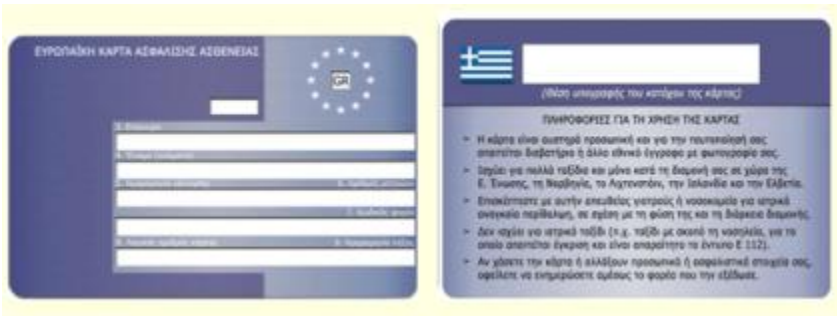 ΕΥΡΩΠΑΪΚΗ ΚΑΡΤΑ ΑΣΦΑΛΙΣΗΣ ΑΣΘΕΝΕΙΑΣ
GR
3. Επώνυμο
(Θέση υπογραφής του κατόχου της κάρτας)
ΠΛΗΡΟΦΟΡΙΕΣ ΓΙΑ ΤΗ ΧΡΗΣΗ ΤΗΣ ΚΑΡΤΑΣ
➢ Η κάρτα είναι αυστηρά προσωπική και για την ταυτοποίησή σας
απαιτείται διαβατήριο ή άλλο εθνικό έγγραφο με φωτογραφία σας.
➢ Ισχύει για πολλά ταξίδια και μόνο κατά τη διαμονή σας σε χώρα της
Ε. Ένωσης, τη Νορβηγία, το Λιχτενστάιν, την Ισλανδία και την Ελβετία.
➢ Επισκέπτεστε με αυτήν απευθείας γιατρούς ή νοσοκομεία για ιατρικά
αναγκαία περίθαλψη, σε σχέση με τη φύση της και τη διάρκεια διαμονής.
➢ Δεν ισχύει για ιατρικό ταξίδι (π.χ. ταξίδι με σκοπό τη νοσηλεία, για το
οποίο απαιτείται έγκριση και είναι απαραίτητο το έντυπο Ε 112).
➢ Αν χάσετε την κάρτα ή αλλάξουν προσωπικά ή ασφαλιστικά στοιχεία σας,
οφείλετε να ενημερώσετε αμέσως το φορέα που την εξέδωσε.